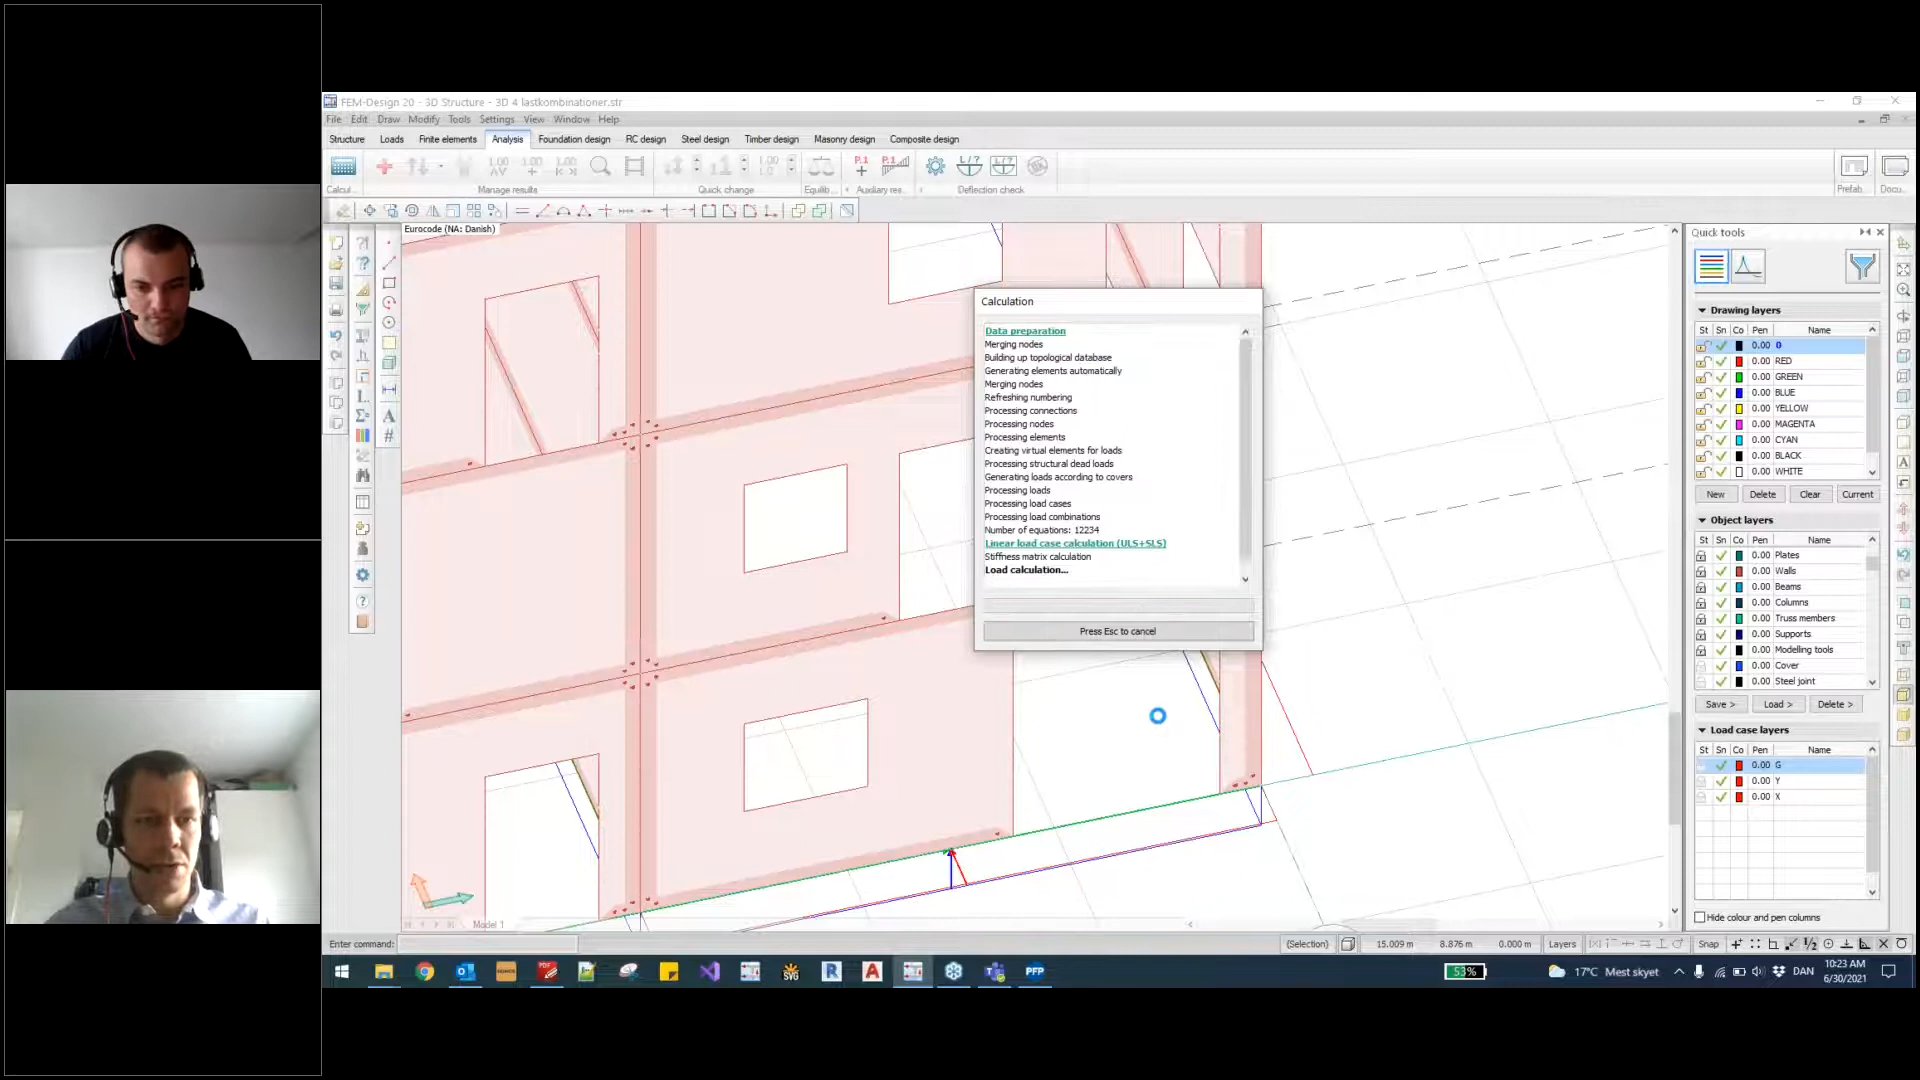 FEM-Design 20 - 3D Structure - 3D 4 lastkombinationer.str
File Edit Draw Modify Tools Settings View Window Help
Structure Loads Finite elements Analysis Foundation design RC design Steel design Timber design Masonry design Composite design
Calcul... Manage results Quick change Equilib... Auxiliary res... Deflection check Prefab. Docu...
Eurocode (NA: Danish)
Quick tools
Calculation
Data preparation
Merging nodes
Building up topological database
Generating elements automatically
Merging nodes
Refreshing numbering
Processing connections
Processing nodes
Processing elements
Creating virtual elements for loads
Processing structural dead loads
Generating loads according to covers
Processing loads
Processing load cases
Processing load combinations
Number of equations: 12234
Linear load case calculation (ULS+SLS)
Stiffness matrix calculation
Load calculation...
Press Esc to cancel
Drawing layers
St Sn Co Pen Name
0.00 0
0.00 RED
0.00 GREEN
0.00 BLUE
0.00 YELLOW
0.00 MAGENTA
0.00 CYAN
0.00 BLACK
0.00 WHITE
New Delete Clear Current
Object layers
St Sn Co Pen Name
0.00 Plates
0.00 Walls
0.00 Beams
0.00 Columns
0.00 Truss members
0.00 Supports
0.00 Modelling tools
0.00 Cover
0.00 Steel joint
Save > Load > Delete >
Load case layers
St Sn Co Pen Name
0.00 G
0.00 Y
0.00 X
Hide colour and pen columns
Model 1
Enter command:
(Selection) 15.009 m 8.876 m 0.000 m Layers Snap
53% 17°C Mest skyet DAN 10:23 AM
6/30/2021
PFP